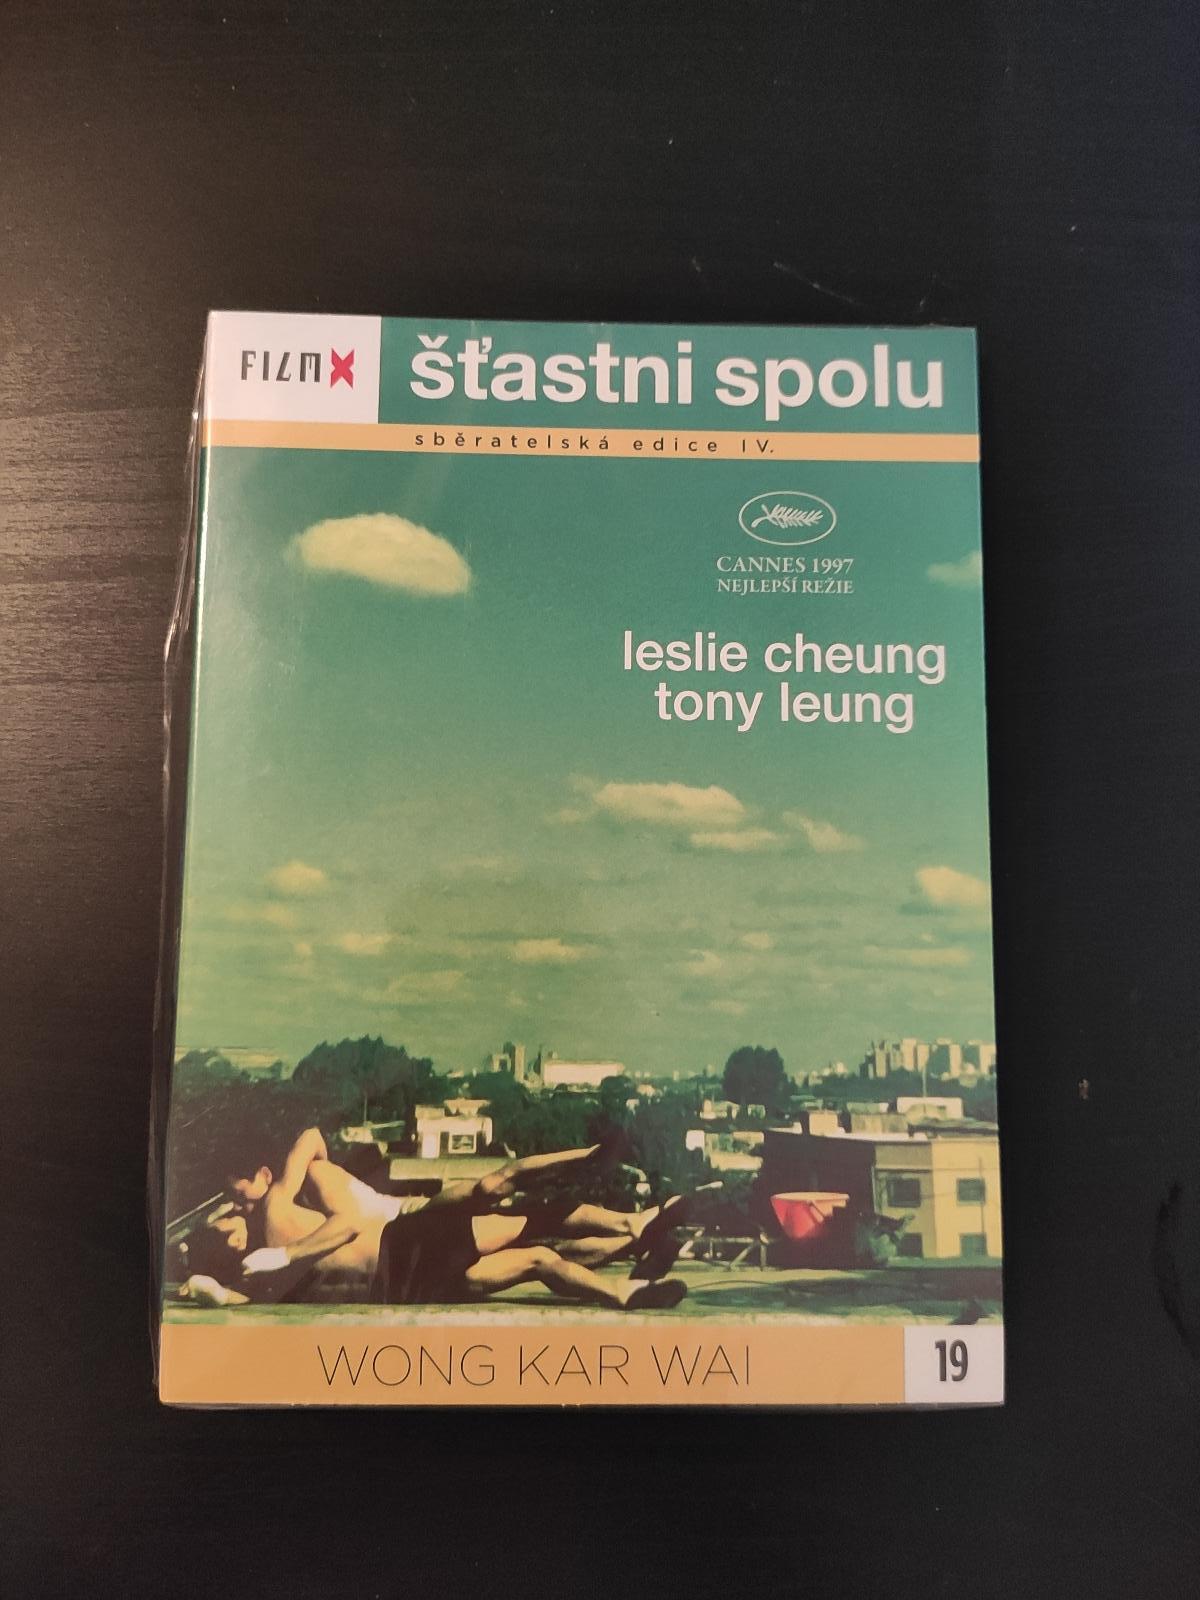 FILMX
šťastni spolu
sběratelská edice IV.
CANNES 1997
NEJLEPŠÍ REŽIE
leslie cheung
tony leung
WONG KAR WAI
19